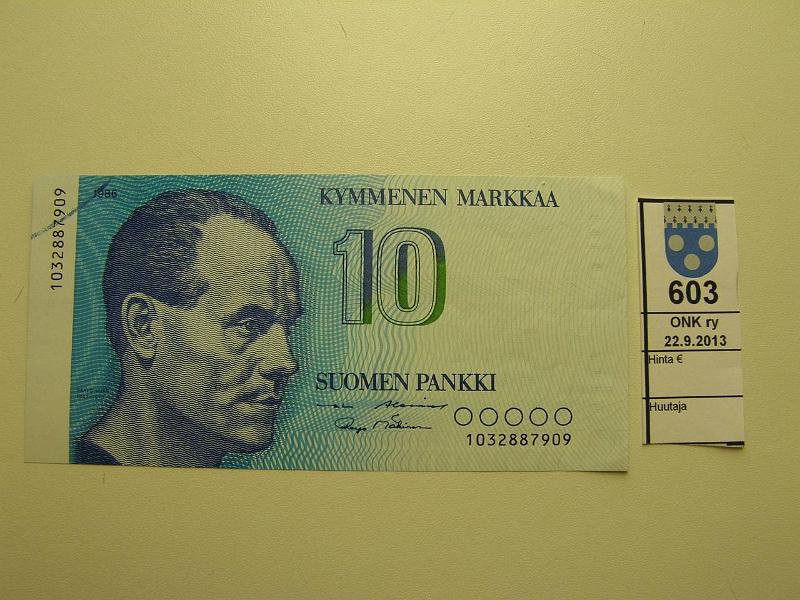 1986
1032887909
KYMMENEN MARKKAA
10
SUOMEN PANKKI
1032887909
603
ONK ry
22.9.2013
Hinta €
Huutaja